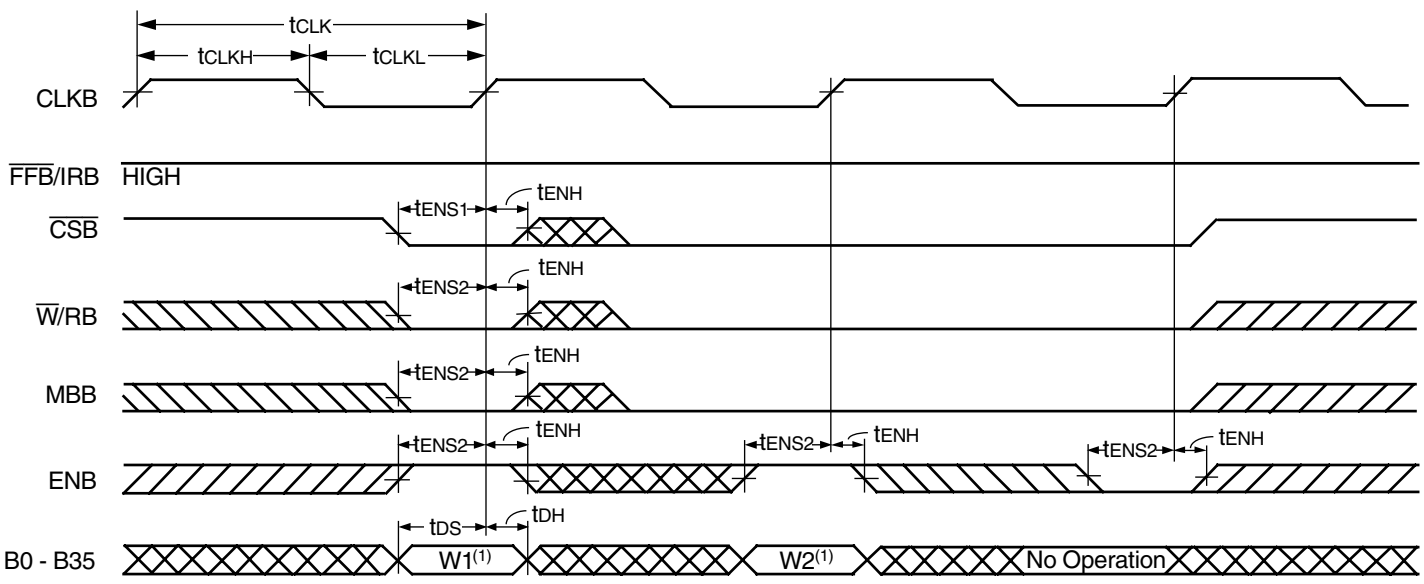 tCLK
tCLKH tCLKL
CLKB
FFB/IRB HIGH
tENS1 tENH
CSB
tENS2 tENH
W/RB
tENS2 tENH
MBB
tENS2 tENH tENS2 tENH tENS2 tENH
ENB
tDS tDH
B0 - B35 W1(1) W2(1) No Operation